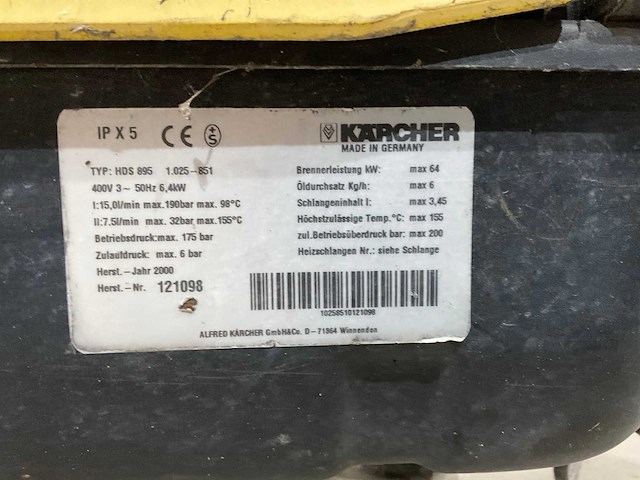 IP X 5 CE S KÄRCHER
MADE IN GERMANY
TYP: HDS 895 1.025-851
400V 3~ 50Hz 6,4kW
I:15,0l/min max.190bar max. 98°C
II:7.5l/min max. 32bar max.155°C
Betriebsdruck:max. 175 bar
Zulaufdruck: max. 6 bar
Herst.-Jahr 2000
Herst.-Nr. 121098
Brennerleistung kW: max 64
Öldurchsatz Kg/h: max 6
Schlangeninhalt l: max 3,45
Höchstzulässige Temp.°C: max 155
zul.Betriebsüberdruck bar: max 200
Heizschlangen Nr.: siehe Schlange
10258510121098
ALFRED KÄRCHER GmbH&Co. D-71364 Winnenden